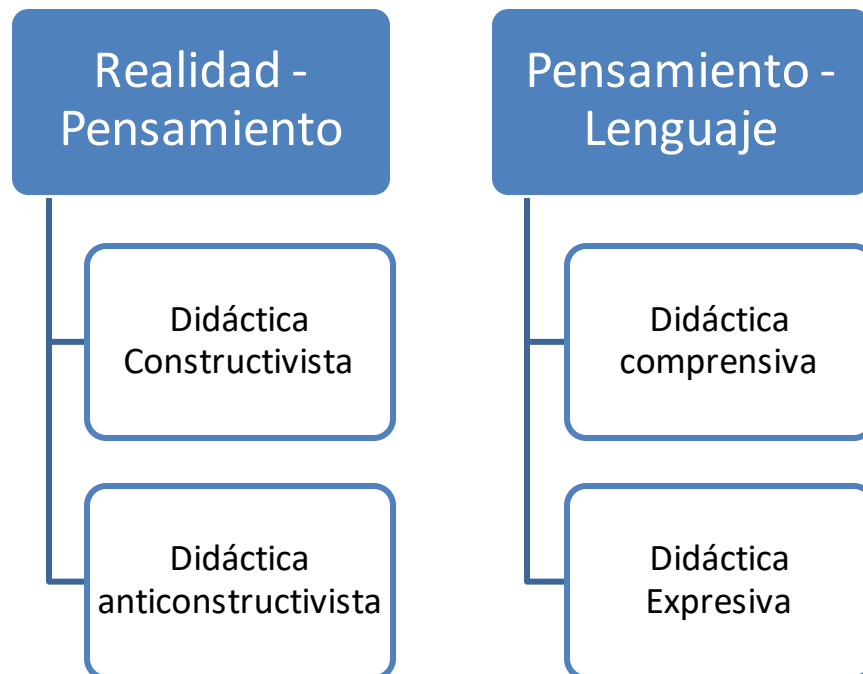 Realidad -
Pensamiento
Didáctica
Constructivista
Didáctica
anticonstructivista
Pensamiento -
Lenguaje
Didáctica
comprensiva
Didáctica
Expresiva